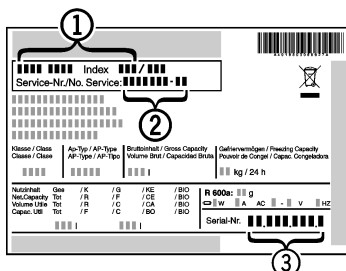 1
Index /
Service-Nr./No. Service: -
2
Klasse / Class
Classe / Clase
Ap-Typ / AP-Type
AP-Type / AP-Tipo
Bruttoinhalt / Gross Capacity
Volume Brut / Capacidad Bruta
Gefriervermögen / Freezing Capacity
Pouvoir de Congel / Capac. Congeladora
l
kg / 24 h
Nutzinhalt Ges / K / G / KE / BIO
Net.Capacity Tot / R / F / CE / BIO
Volume Utile Tot / R / C / CA / BIO
Capac. Util Tot / F / C / BO / BIO
l l
R 600a: g
W A AC - V HZ
Serial-Nr. . . .
3